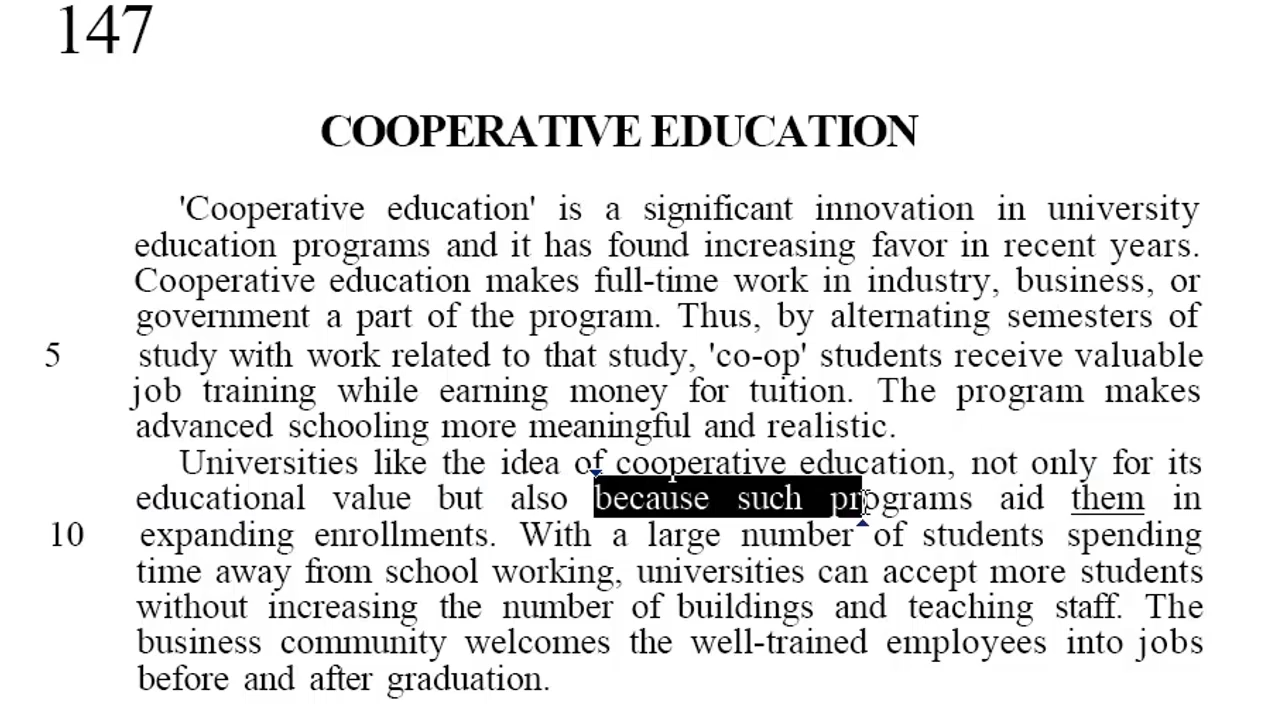 147
COOPERATIVE EDUCATION
'Cooperative education' is a significant innovation in university
education programs and it has found increasing favor in recent years.
Cooperative education makes full-time work in industry, business, or
government a part of the program. Thus, by alternating semesters of
5 study with work related to that study, 'co-op' students receive valuable
job training while earning money for tuition. The program makes
advanced schooling more meaningful and realistic.
Universities like the idea of cooperative education, not only for its
educational value but also because such programs aid them in
10 expanding enrollments. With a large number of students spending
time away from school working, universities can accept more students
without increasing the number of buildings and teaching staff. The
business community welcomes the well-trained employees into jobs
before and after graduation.